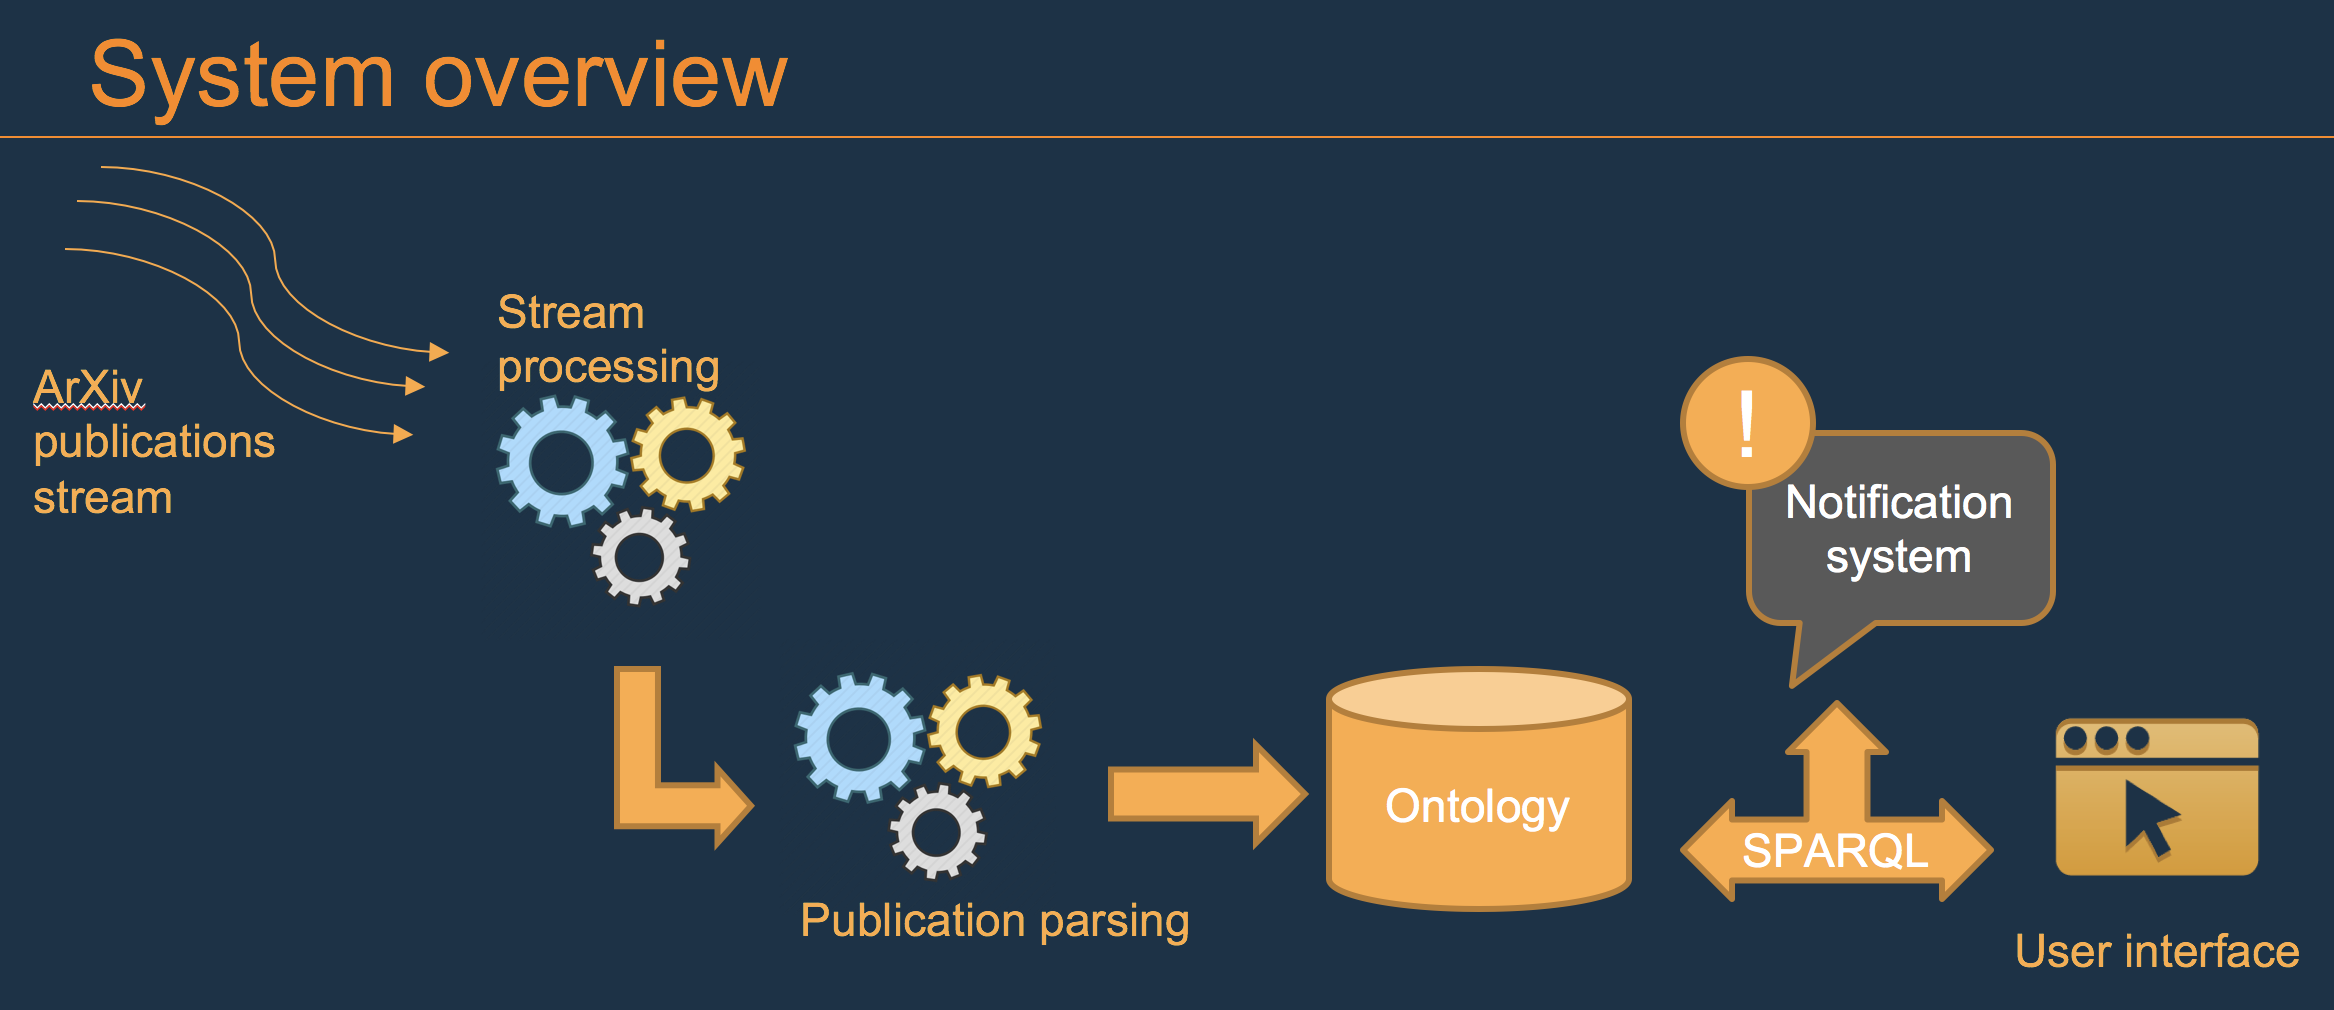 System overview
ArXiv
publications
stream
Stream
processing
Publication parsing
Ontology
!
Notification
system
SPARQL
User interface